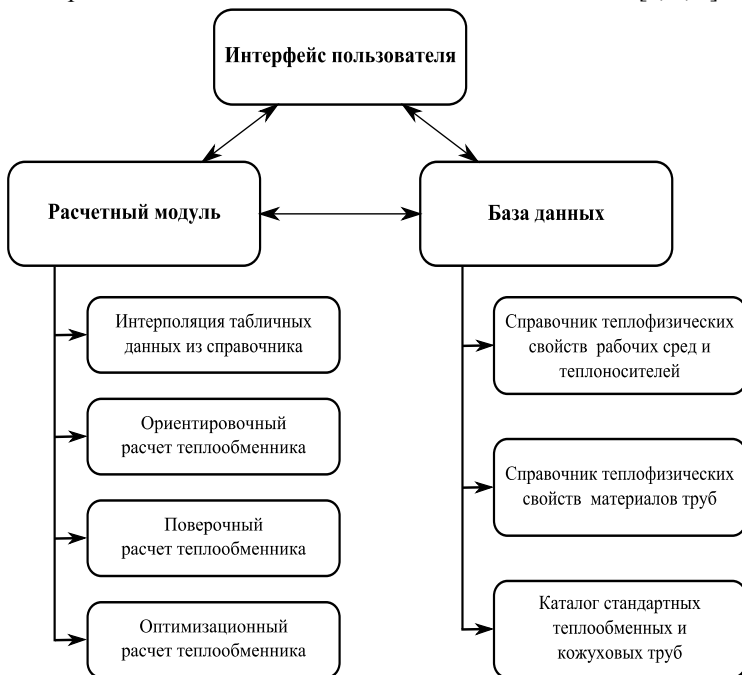 Интерфейс пользователя
Расчетный модуль
База данных
Интерполяция табличных
данных из справочника
Ориентировочный
расчет теплообменника
Поверочный
расчет теплообменника
Оптимизационный
расчет теплообменника
Справочник теплофизических
свойств рабочих сред и
теплоносителей
Справочник теплофизических
свойств материалов труб
Каталог стандартных
теплообменных и
кожуховых труб